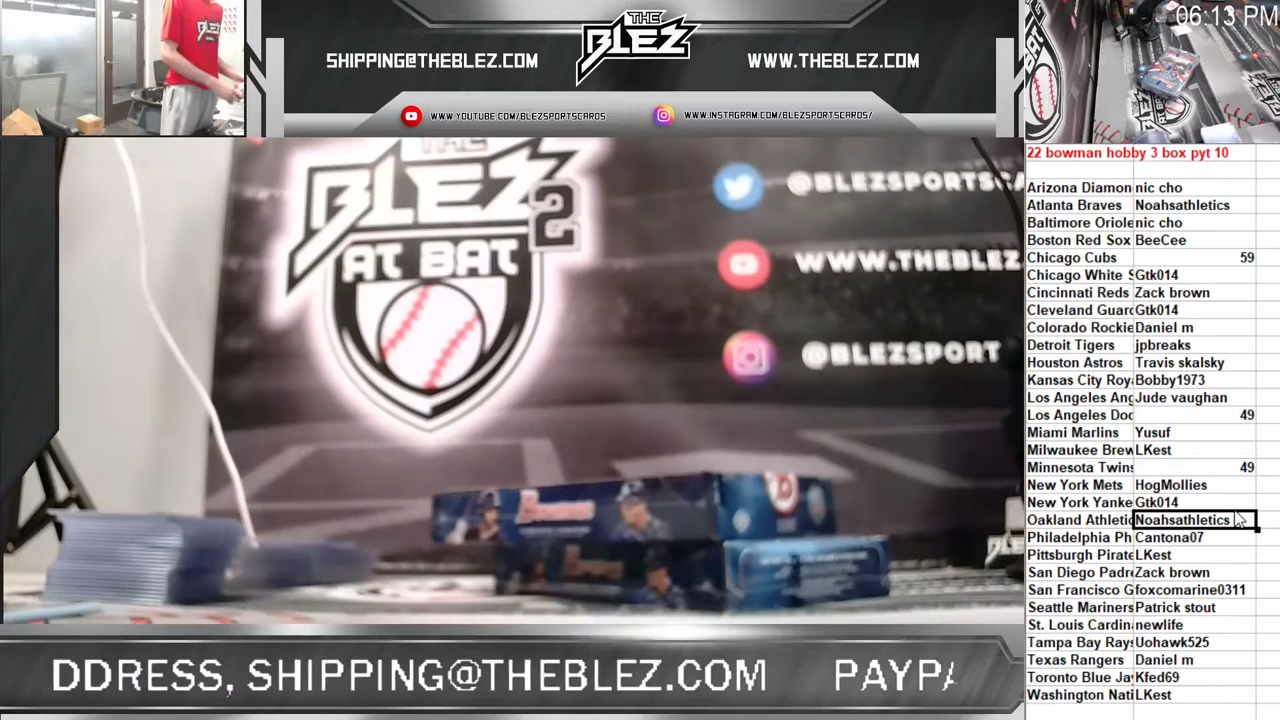 THE
BLEZ
SHIPPING@THEBLEZ.COM
WWW.THEBLEZ.COM
WWW.YOUTUBE.COM/BLEZSPORTSCARDS
WWW.INSTAGRAM.COM/BLEZSPORTSCARDS/
06:13 PM
THE
BLEZ
2
AT BAT
@BLEZSPORTSCA
WWW.THEBLEZ
@BLEZSPORT
Bowman
Bowman
22 bowman hobby 3 box pyt 10
Arizona Diamon nic cho
Atlanta Braves Noahsathletics
Baltimore Oriole nic cho
Boston Red Sox BeeCee
Chicago Cubs 59
Chicago White S Gtk014
Cincinnati Reds Zack brown
Cleveland Guard Gtk014
Colorado Rockie Daniel m
Detroit Tigers jpbreaks
Houston Astros Travis skalsky
Kansas City Roy Bobby1973
Los Angeles Ang Jude vaughan
Los Angeles Dod 49
Miami Marlins Yusuf
Milwaukee Brew LKest
Minnesota Twins 49
New York Mets HogMollies
New York Yanke Gtk014
Oakland Athletic Noahsathletics
Philadelphia Ph Cantona07
Pittsburgh Pirate LKest
San Diego Padre Zack brown
San Francisco G foxcomarine0311
Seattle Mariners Patrick stout
St. Louis Cardina newlife
Tampa Bay Rays Uohawk525
Texas Rangers Daniel m
Toronto Blue Jay Kfed69
Washington Nati LKest
DDRESS, SHIPPING@THEBLEZ.COM PAYPA